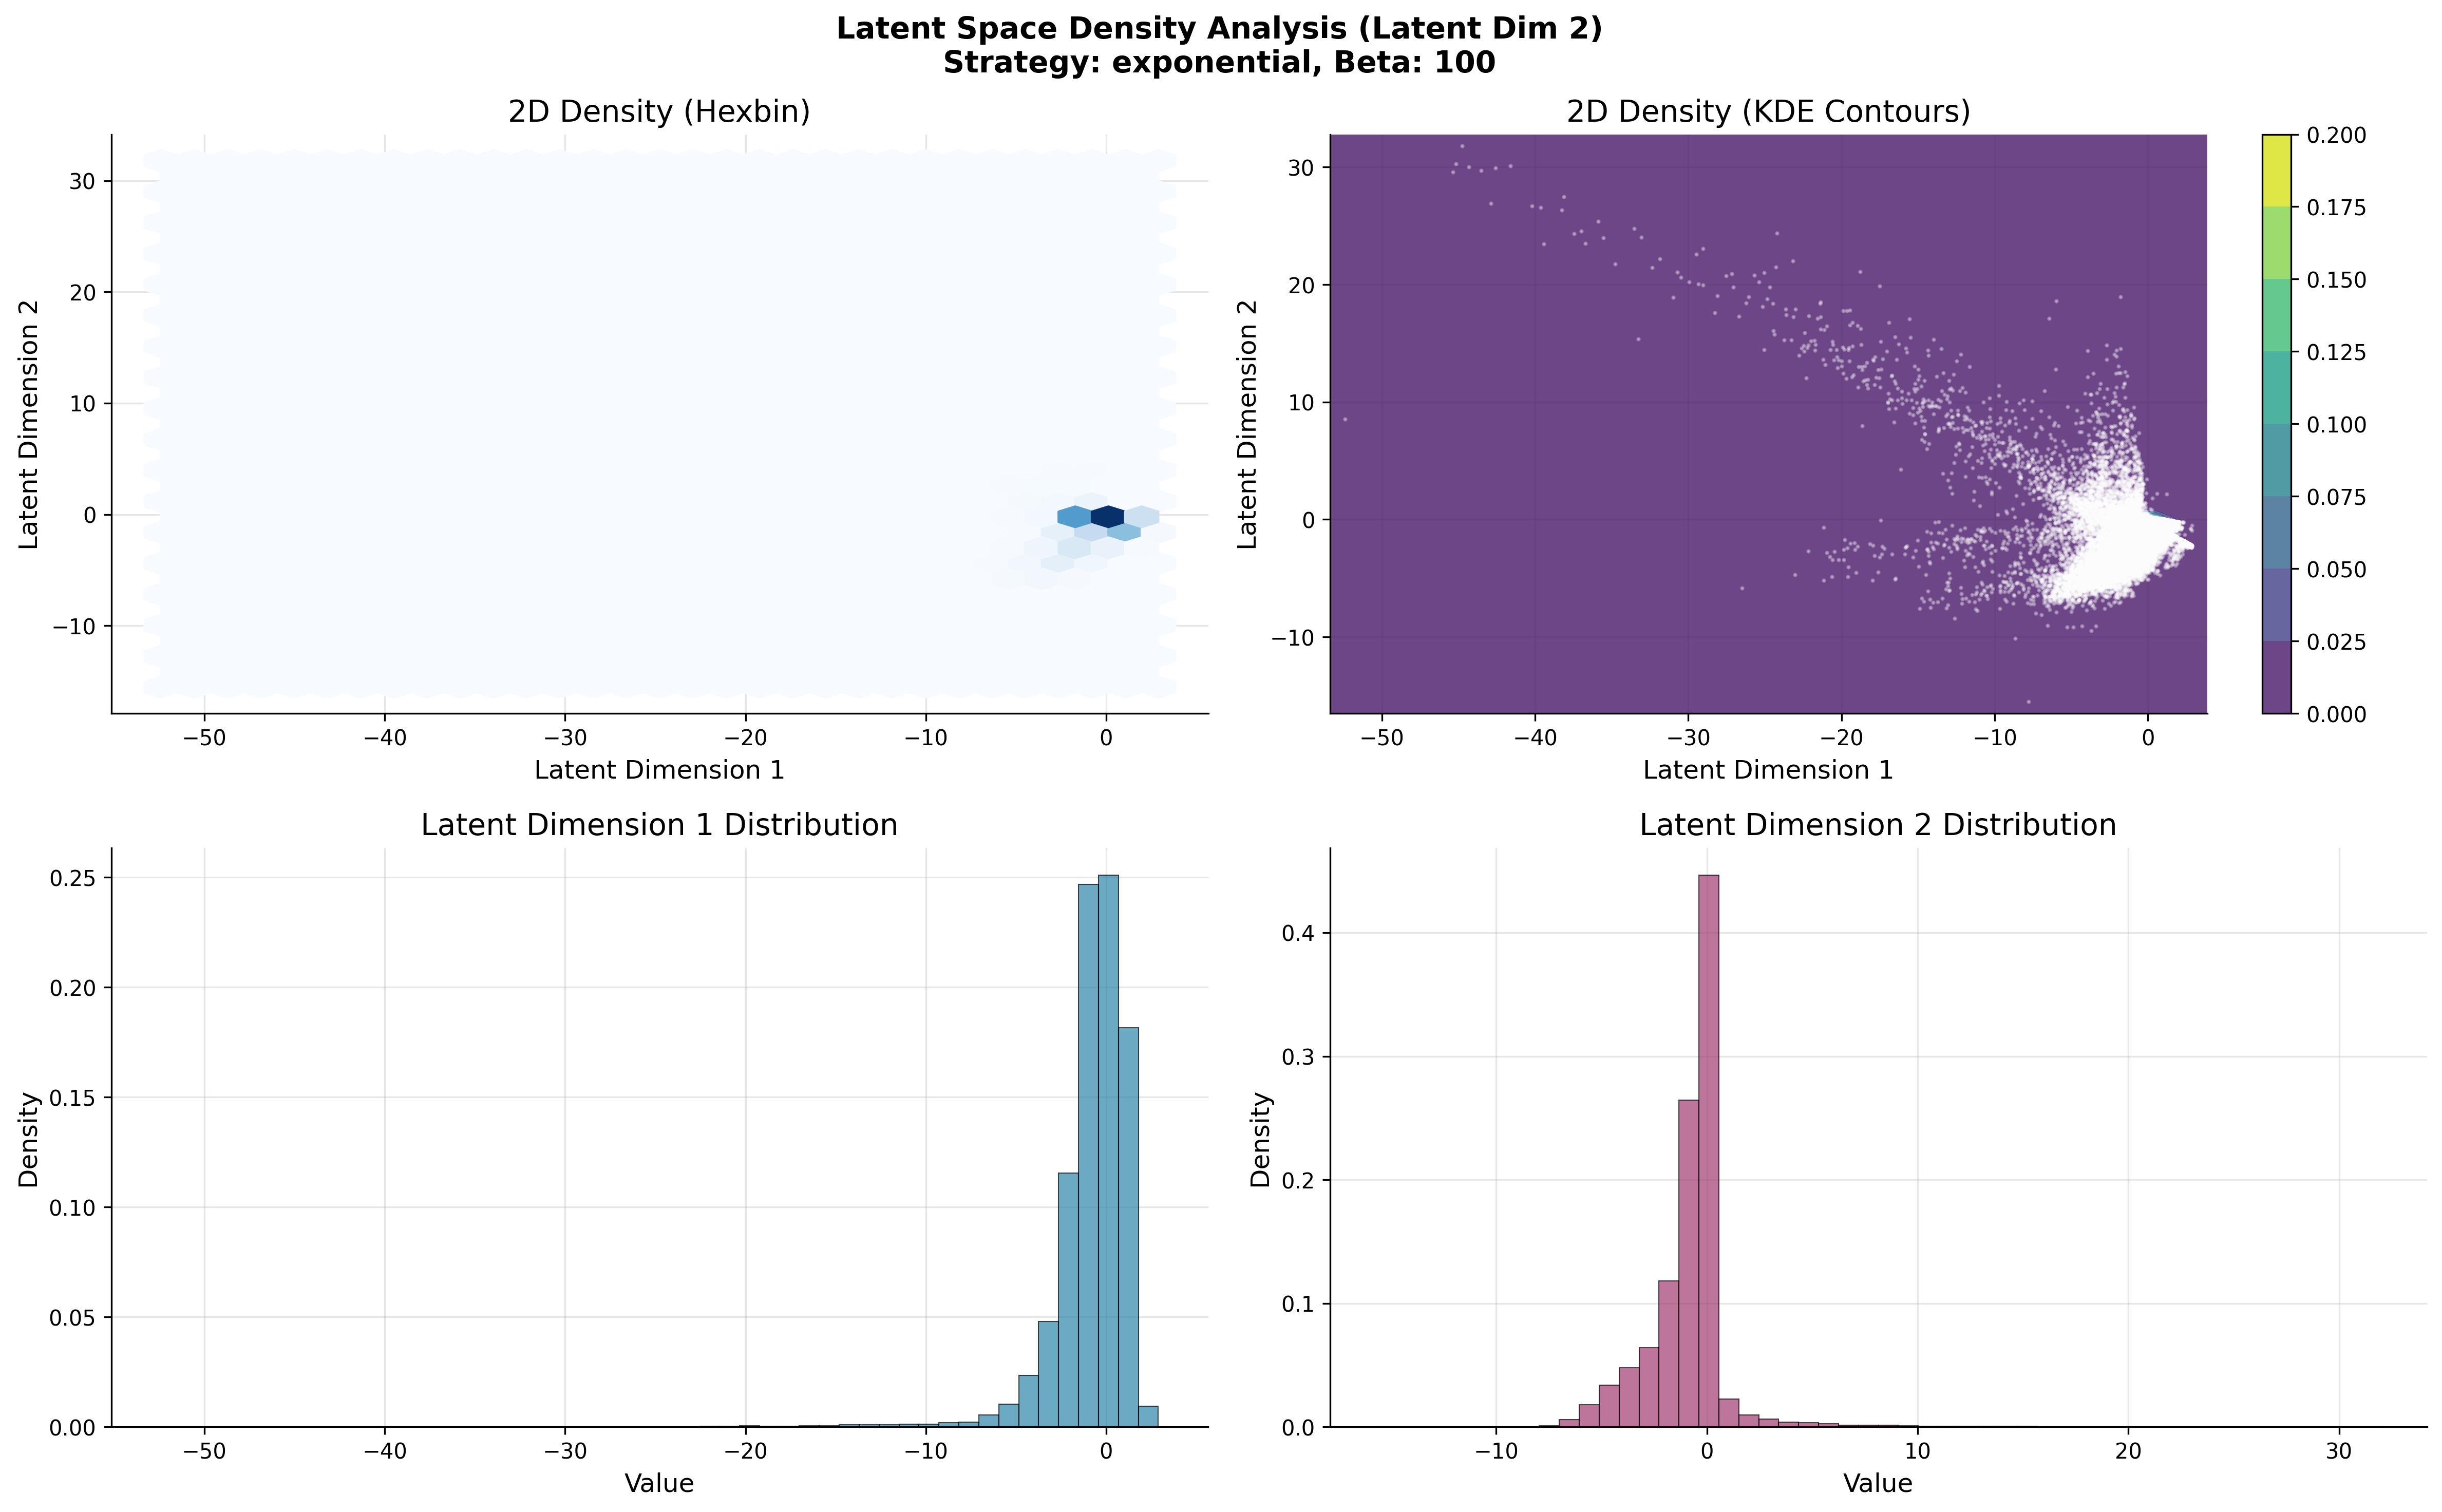 Latent Space Density Analysis (Latent Dim 2)
Strategy: exponential, Beta: 100
2D Density (Hexbin)
30
20
10
0
−10
Latent Dimension 2
−50 −40 −30 −20 −10 0
Latent Dimension 1
2D Density (KDE Contours)
30
20
10
0
−10
Latent Dimension 2
−50 −40 −30 −20 −10 0
Latent Dimension 1
0.200
0.175
0.150
0.125
0.100
0.075
0.050
0.025
0.000
Latent Dimension 1 Distribution
0.25
0.20
0.15
0.10
0.05
0.00
Density
−50 −40 −30 −20 −10 0
Value
Latent Dimension 2 Distribution
0.4
0.3
0.2
0.1
0.0
Density
−10 0 10 20 30
Value